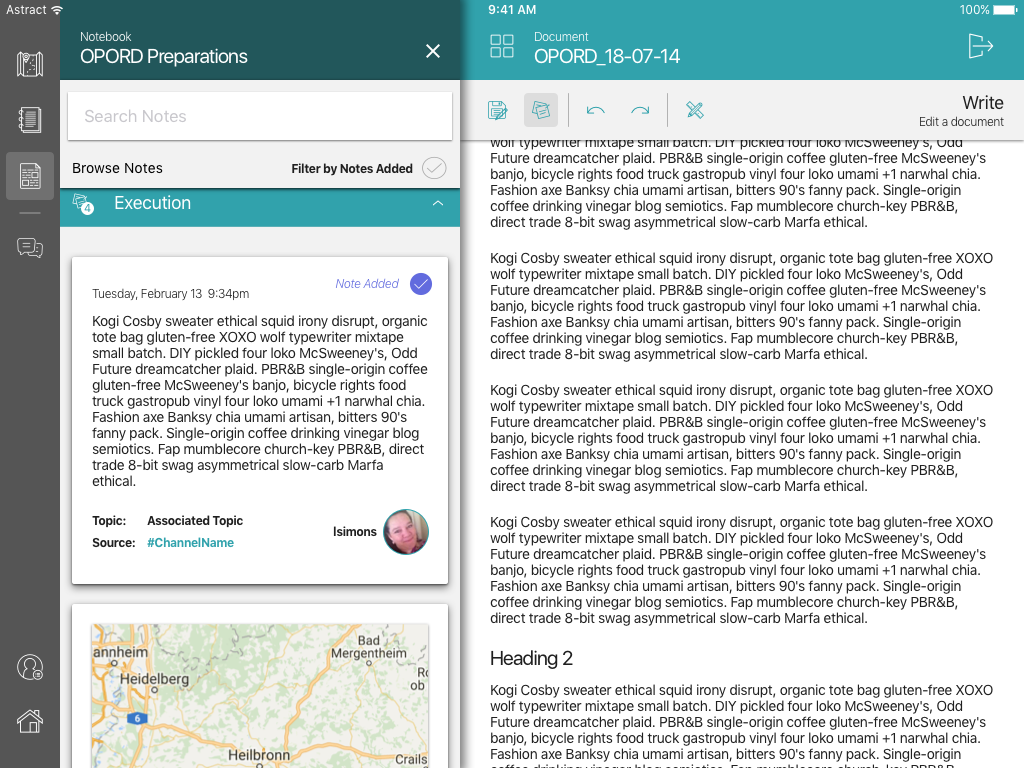 Astract
9:41 AM
100%
Notebook
OPORD Preparations
Search Notes
Browse Notes
Filter by Notes Added
4
Execution
Note Added
Tuesday, February 13 9:34pm
Kogi Cosby sweater ethical squid irony disrupt, organic
tote bag gluten-free XOXO wolf typewriter mixtape
small batch. DIY pickled four loko McSweeney's, Odd
Future dreamcatcher plaid. PBR&B single-origin coffee
gluten-free McSweeney's banjo, bicycle rights food
truck gastropub vinyl four loko umami +1 narwhal chia.
Fashion axe Banksy chia umami artisan, bitters 90's
fanny pack. Single-origin coffee drinking vinegar blog
semiotics. Fap mumblecore church-key PBR&B, direct
trade 8-bit swag asymmetrical slow-carb Marfa
ethical.
Topic: Associated Topic
Source: #ChannelName
lsimons
annheim
Bad
Mergentheim
Heidelberg
Ro
ob
6
Heilbronn
Crails
Document
OPORD_18-07-14
Write
Edit a document
wolf typewriter mixtape small batch. DIY pickled four loko McSweeney's, Odd
Future dreamcatcher plaid. PBR&B single-origin coffee gluten-free McSweeney's
banjo, bicycle rights food truck gastropub vinyl four loko umami +1 narwhal chia.
Fashion axe Banksy chia umami artisan, bitters 90's fanny pack. Single-origin
coffee drinking vinegar blog semiotics. Fap mumblecore church-key PBR&B,
direct trade 8-bit swag asymmetrical slow-carb Marfa ethical.
Kogi Cosby sweater ethical squid irony disrupt, organic tote bag gluten-free XOXO
wolf typewriter mixtape small batch. DIY pickled four loko McSweeney's, Odd
Future dreamcatcher plaid. PBR&B single-origin coffee gluten-free McSweeney's
banjo, bicycle rights food truck gastropub vinyl four loko umami +1 narwhal chia.
Fashion axe Banksy chia umami artisan, bitters 90's fanny pack. Single-origin
coffee drinking vinegar blog semiotics. Fap mumblecore church-key PBR&B,
direct trade 8-bit swag asymmetrical slow-carb Marfa ethical.
Kogi Cosby sweater ethical squid irony disrupt, organic tote bag gluten-free XOXO
wolf typewriter mixtape small batch. DIY pickled four loko McSweeney's, Odd
Future dreamcatcher plaid. PBR&B single-origin coffee gluten-free McSweeney's
banjo, bicycle rights food truck gastropub vinyl four loko umami +1 narwhal chia.
Fashion axe Banksy chia umami artisan, bitters 90's fanny pack. Single-origin
coffee drinking vinegar blog semiotics. Fap mumblecore church-key PBR&B,
direct trade 8-bit swag asymmetrical slow-carb Marfa ethical.
Kogi Cosby sweater ethical squid irony disrupt, organic tote bag gluten-free XOXO
wolf typewriter mixtape small batch. DIY pickled four loko McSweeney's, Odd
Future dreamcatcher plaid. PBR&B single-origin coffee gluten-free McSweeney's
banjo, bicycle rights food truck gastropub vinyl four loko umami +1 narwhal chia.
Fashion axe Banksy chia umami artisan, bitters 90's fanny pack. Single-origin
coffee drinking vinegar blog semiotics. Fap mumblecore church-key PBR&B,
direct trade 8-bit swag asymmetrical slow-carb Marfa ethical.
Heading 2
Kogi Cosby sweater ethical squid irony disrupt, organic tote bag gluten-free XOXO
wolf typewriter mixtape small batch. DIY pickled four loko McSweeney's, Odd
Future dreamcatcher plaid. PBR&B single-origin coffee gluten-free McSweeney's
banjo, bicycle rights food truck gastropub vinyl four loko umami +1 narwhal chia.
Fashion axe Banksy chia umami artisan, bitters 90's fanny pack. Single-origin